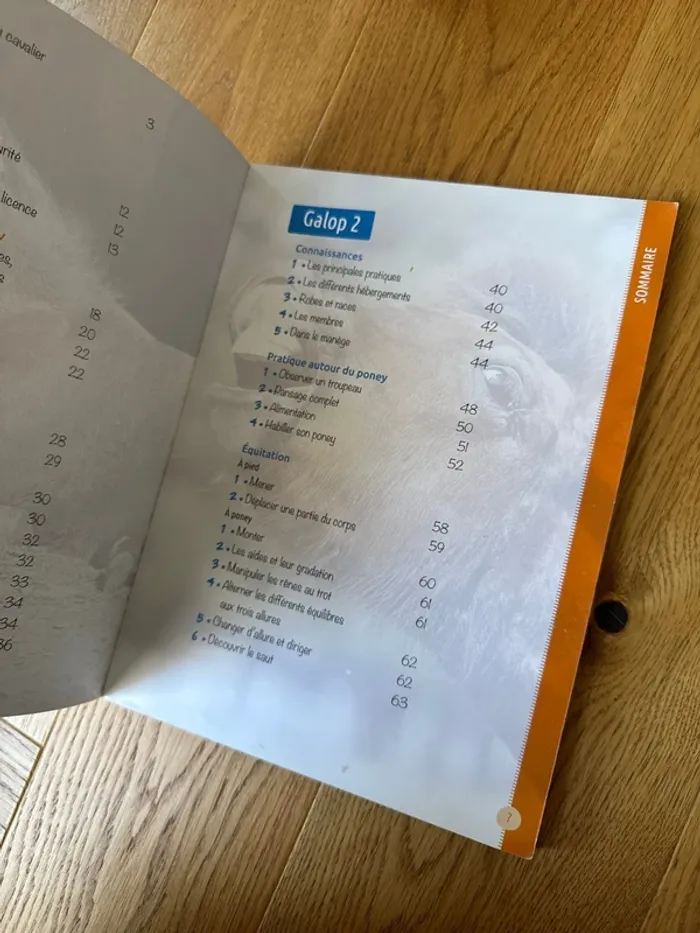 cavalier
3
licence
12
12
13
18
20
22
22
28
29
30
30
32
32
33
34
34
36
Galop 2
Connaissances
1 • Les principales pratiques 40
2 • Les différents hébergements 40
3 • Robes et races 42
4 • Les membres 44
5 • Dans le manège 44
Pratique autour du poney
1 • Observer un troupeau 48
2 • Pansage complet 50
3 • Alimentation 51
4 • Habiller son poney 52
Équitation
À pied
1 • Mener 58
2 • Déplacer une partie du corps 59
À poney
1 • Monter 60
2 • Les aides et leur gradation 61
3 • Manipuler les rênes au trot 61
4 • Alterner les différents équilibres
aux trois allures 62
5 • Changer d'allure et diriger 62
6 • Découvrir le saut 63
SOMMAIRE
7